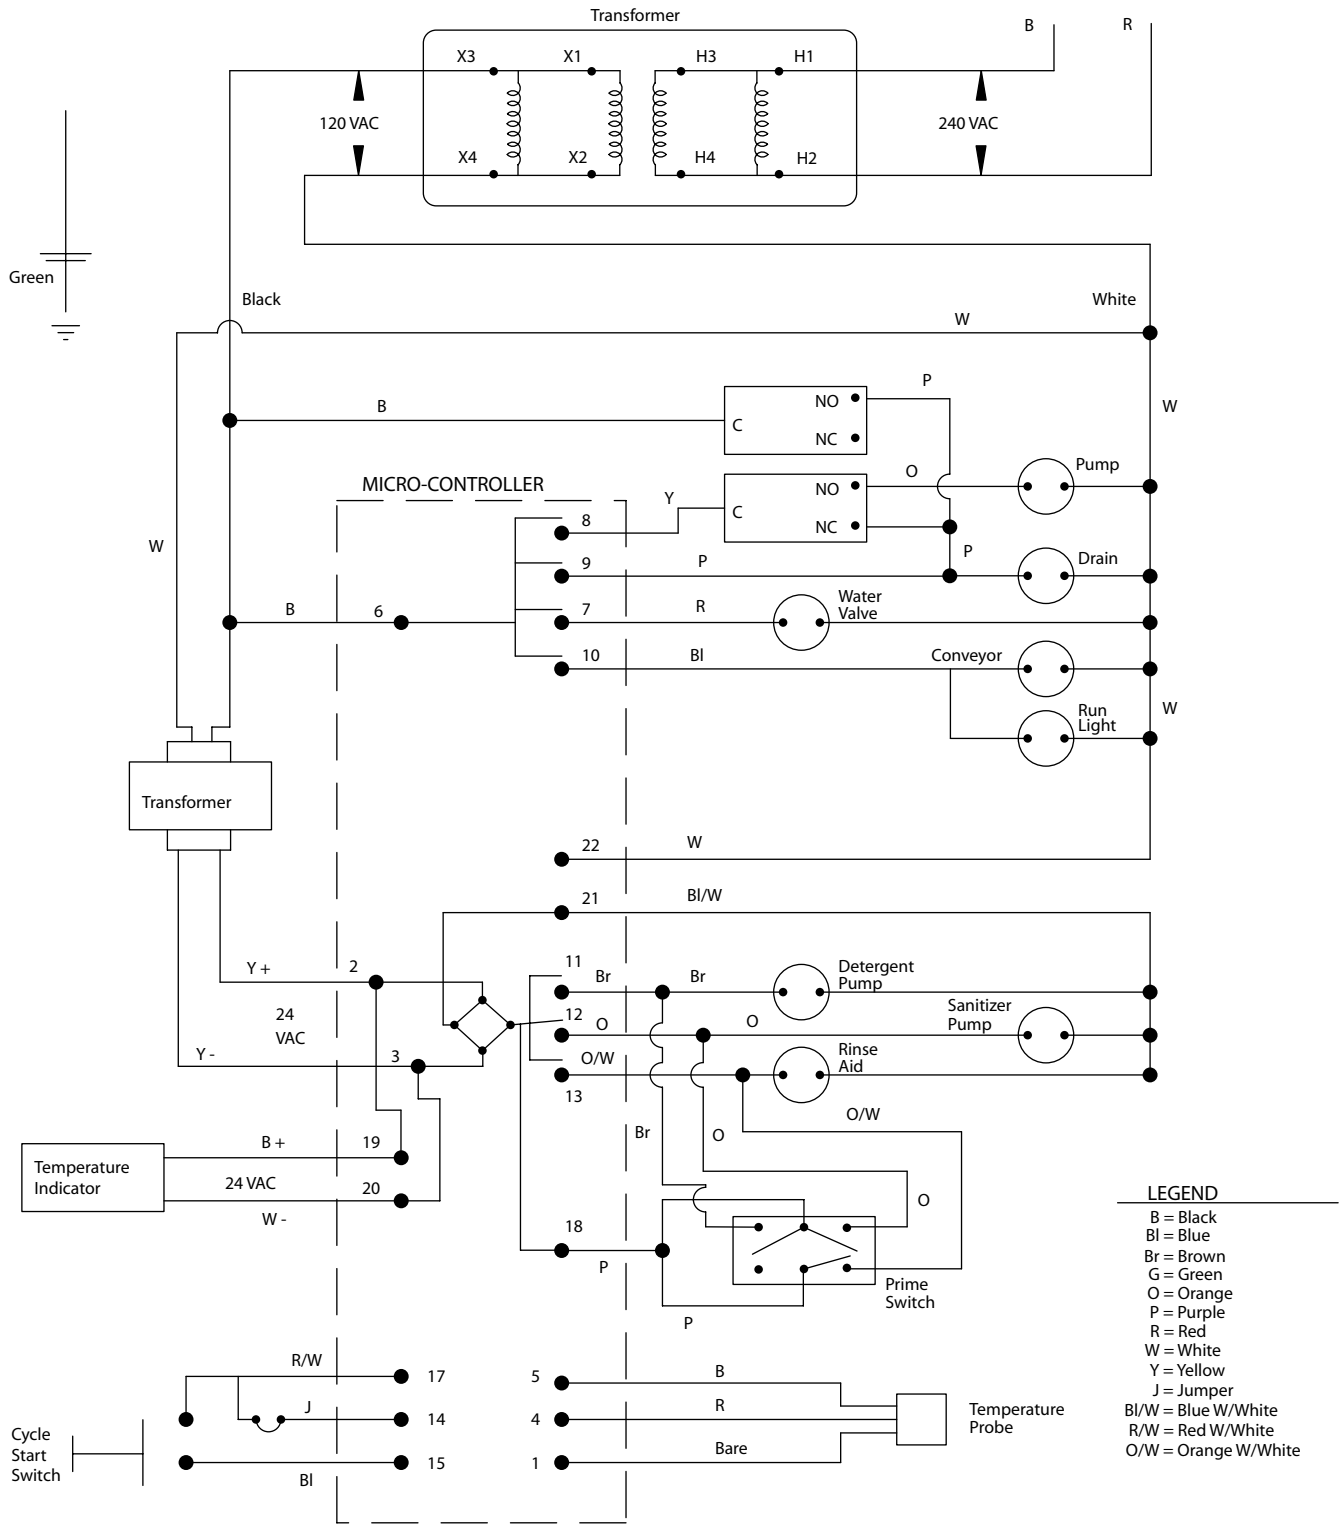 Transformer
B
R
X3
X1
H3
H1
120 VAC
240 VAC
X4
X2
H4
H2
Green
Black
White
W
P
NO
B
W
C
NC
Pump
O
MICRO-CONTROLLER
NO
Y
C
8
NC
W
P
Drain
9
P
Water
Valve
B
6
7
R
10
Bl
Conveyor
Run
Light
W
Transformer
22
W
21
Bl/W
11
Y +
2
Br
Br
Detergent
Pump
Sanitizer
Pump
24
VAC
12
O
O
Y -
3
O/W
Rinse
Aid
13
O/W
Br
O
B +
19
Temperature
Indicator
24 VAC
20
W -
O
18
P
Prime
Switch
P
LEGEND
B = Black
Bl = Blue
Br = Brown
G = Green
O = Orange
P = Purple
R = Red
W = White
Y = Yellow
J = Jumper
Bl/W = Blue W/White
R/W = Red W/White
O/W = Orange W/White
R/W
17
5
B
J
14
4
R
Temperature
Probe
Cycle
Start
Switch
15
1
Bare
Bl